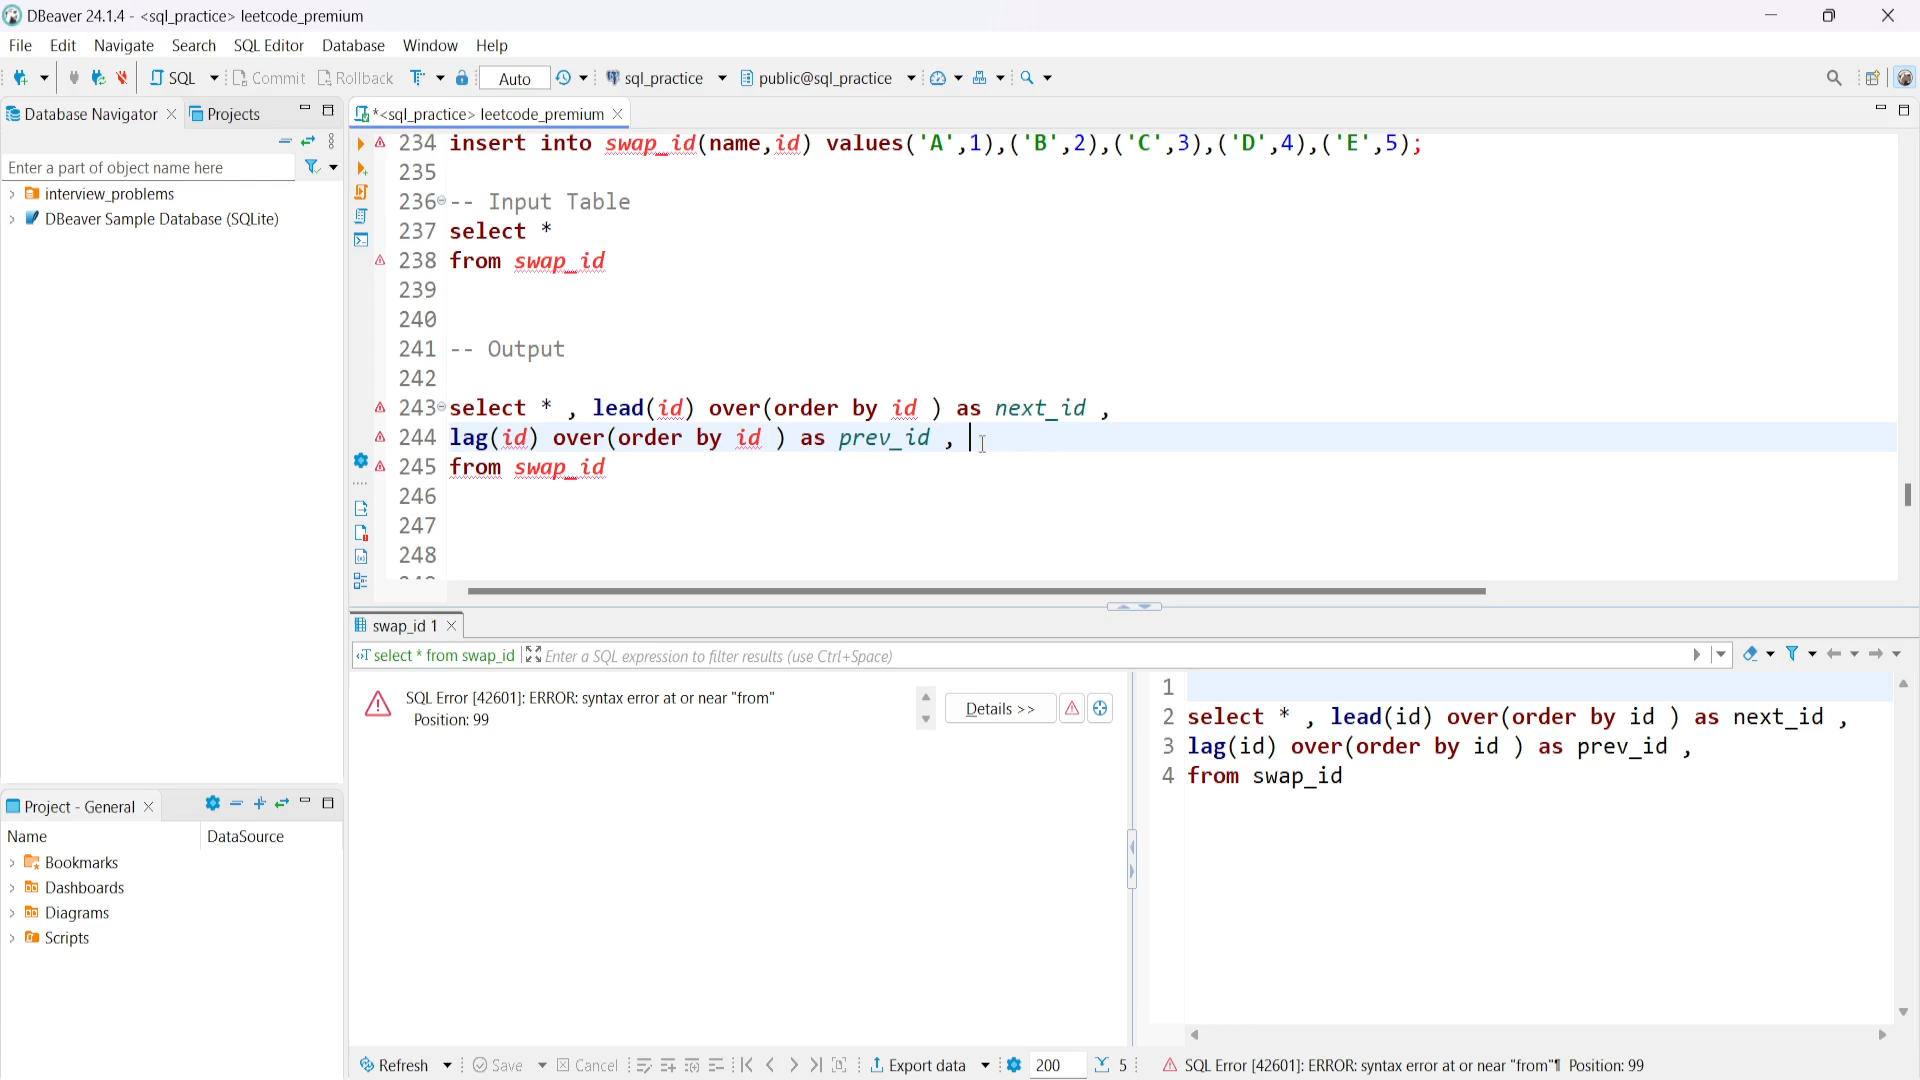 DBeaver 24.1.4 - <sql_practice> leetcode_premium
File Edit Navigate Search SQL Editor Database Window Help
SQL Commit Rollback Auto sql_practice public@sql_practice
Database Navigator Projects
*<sql_practice> leetcode_premium
Enter a part of object name here
interview_problems
DBeaver Sample Database (SQLite)
234 insert into swap_id(name,id) values('A',1),('B',2),('C',3),('D',4),('E',5);
235
236 -- Input Table
237 select *
238 from swap_id
239
240
241 -- Output
242
243 select * , lead(id) over(order by id ) as next_id ,
244 lag(id) over(order by id ) as prev_id ,
245 from swap_id
246
247
248
swap_id 1
select * from swap_id Enter a SQL expression to filter results (use Ctrl+Space)
SQL Error [42601]: ERROR: syntax error at or near "from"
Position: 99
Details >>
1
2 select * , lead(id) over(order by id ) as next_id ,
3 lag(id) over(order by id ) as prev_id ,
4 from swap_id
Project - General
Name DataSource
Bookmarks
Dashboards
Diagrams
Scripts
Refresh Save Cancel Export data 200 5 SQL Error [42601]: ERROR: syntax error at or near "from"¶ Position: 99